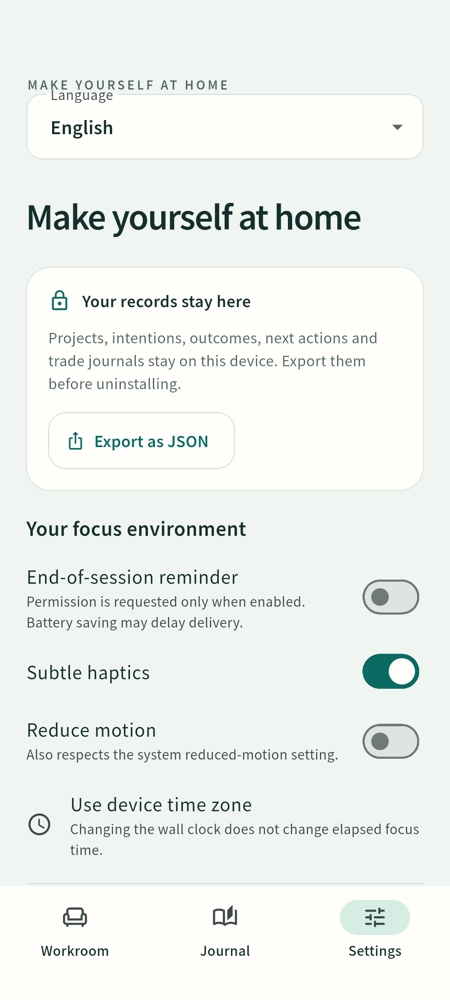 MAKE YOURSELF AT HOME
Language
English
Make yourself at home
Your records stay here
Projects, intentions, outcomes, next actions and
trade journals stay on this device. Export them
before uninstalling.
Export as JSON
Your focus environment
End-of-session reminder
Permission is requested only when enabled.
Battery saving may delay delivery.
Subtle haptics
Reduce motion
Also respects the system reduced-motion setting.
Use device time zone
Changing the wall clock does not change elapsed focus
time.
Workroom
Journal
Settings